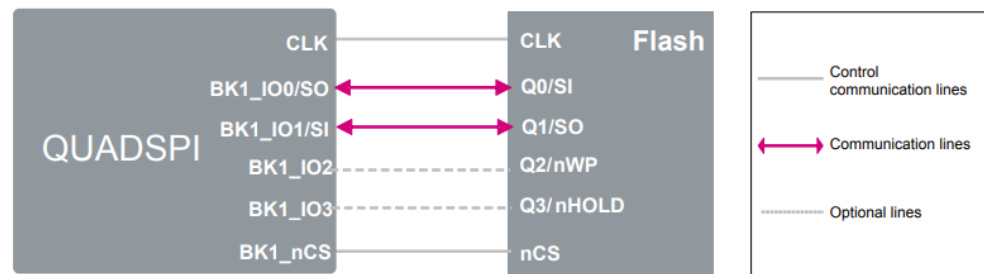 CLK
CLK
Flash
BK1_IO0/SO
Q0/SI
BK1_IO1/SI
Q1/SO
QUADSPI
BK1_IO2
Q2/nWP
BK1_IO3
Q3/nHOLD
BK1_nCS
nCS
Control
communication lines
Communication lines
Optional lines